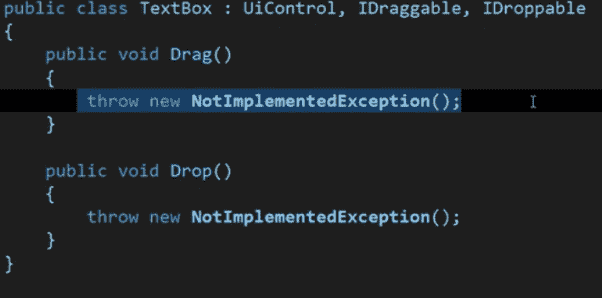 public class TextBox : UiControl, IDraggable, IDroppable
{
    public void Drag()
    {
        throw new NotImplementedException();
    }

    public void Drop()
    {
        throw new NotImplementedException();
    }
}